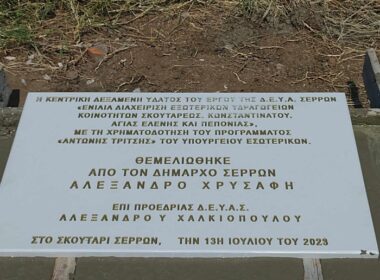 Η ΚΕΝΤΡΙΚΗ ΔΕΞΑΜΕΝΗ ΥΔΑΤΟΣ ΤΟΥ ΕΡΓΟΥ ΤΗΣ Δ.Ε.Υ.Α. ΣΕΡΡΩΝ
«ΕΝΙΑΙΑ ΔΙΑΧΕΙΡΙΣΗ ΕΞΩΤΕΡΙΚΩΝ ΥΔΡΑΓΩΓΕΙΩΝ
ΚΟΙΝΟΤΗΤΩΝ ΣΚΟΥΤΑΡΕΩΣ, ΚΩΝΣΤΑΝΤΙΝΑΤΟΥ,
ΑΓΙΑΣ ΕΛΕΝΗΣ ΚΑΙ ΠΕΠΟΝΙΑΣ»
ΜΕ ΤΗ ΧΡΗΜΑΤΟΔΟΤΗΣΗ ΤΟΥ ΠΡΟΓΡΑΜΜΑΤΟΣ
«ΑΝΤΩΝΗΣ ΤΡΙΤΣΗΣ» ΤΟΥ ΥΠΟΥΡΓΕΙΟΥ ΕΣΩΤΕΡΙΚΩΝ.
ΘΕΜΕΛΙΩΘΗΚΕ
ΑΠΟ ΤΟΝ ΔΗΜΑΡΧΟ ΣΕΡΡΩΝ
ΑΛΕΞΑΝΔΡΟ ΧΡΥΣΑΦΗ
ΕΠΙ ΠΡΟΕΔΡΙΑΣ Δ.Ε.Υ.Α.Σ.
ΑΛΕΞΑΝΔΡΟΥ ΧΑΛΚΙΟΠΟΥΛΟΥ
ΣΤΟ ΣΚΟΥΤΑΡΙ ΣΕΡΡΩΝ, ΤΗΝ 13Η ΙΟΥΛΙΟΥ ΤΟΥ 2023